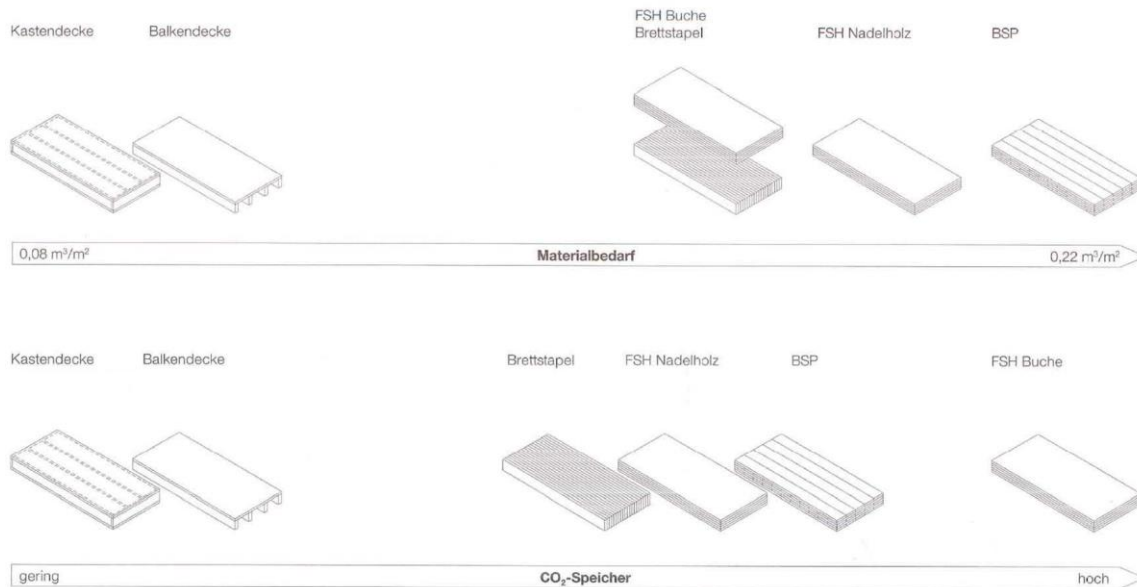 FSH Buche
Kastendecke Balkendecke Brettstapel FSH Nadelholz BSP
0,08 m³/m² Materialbedarf 0,22 m³/m²
Kastendecke Balkendecke Brettstapel FSH Nadelholz BSP FSH Buche
gering CO₂-Speicher hoch